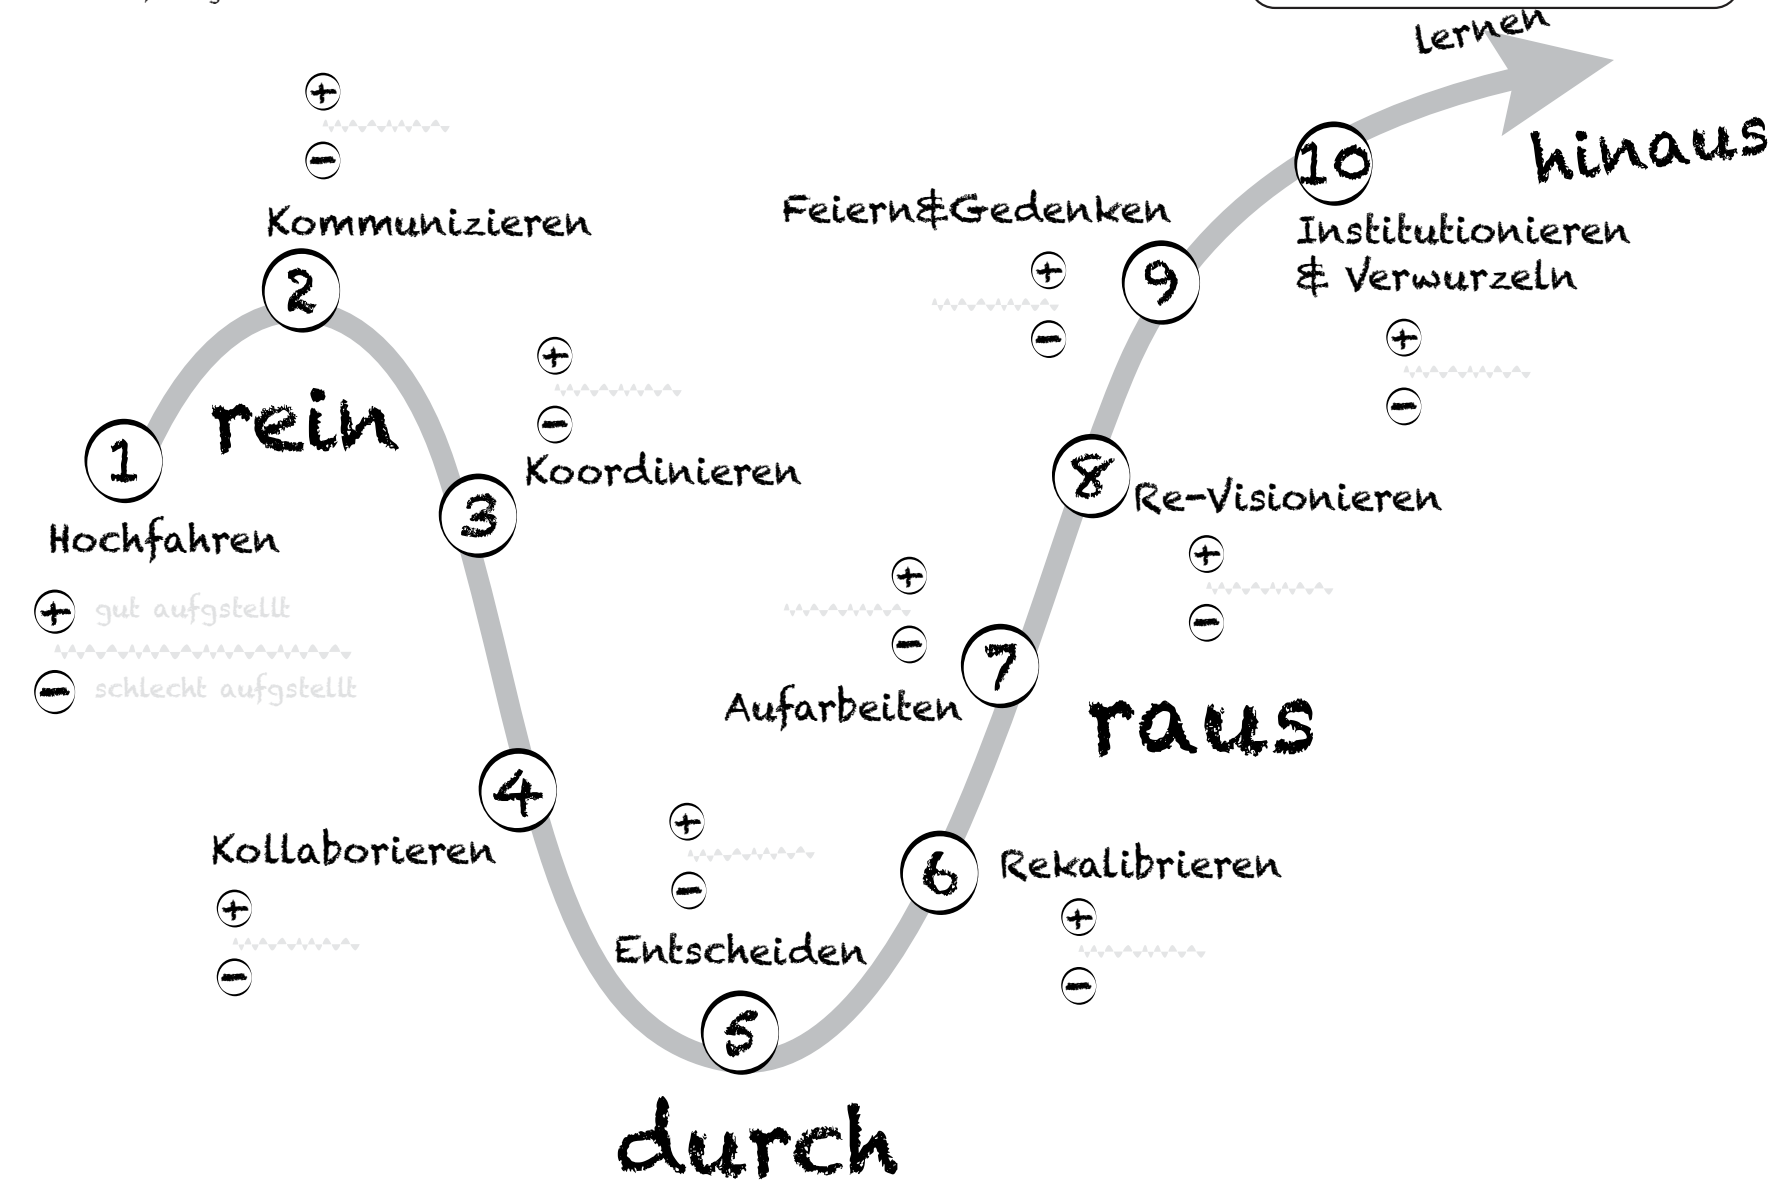 lernen
hinaus
+
-
Kommunizieren
2
rein
1
Hochfahren
+ gut aufgstellt
- schlecht aufgstellt
+
-
Koordinieren
3
4
Kollaborieren
+
-
+
-
Entscheiden
5
durch
6
Rekalibrieren
+
-
+
-
7
Aufarbeiten
raus
8
Re-Visionieren
+
-
Feiern&Gedenken
+
-
9
10
Institutionieren
& Verwurzeln
+
-